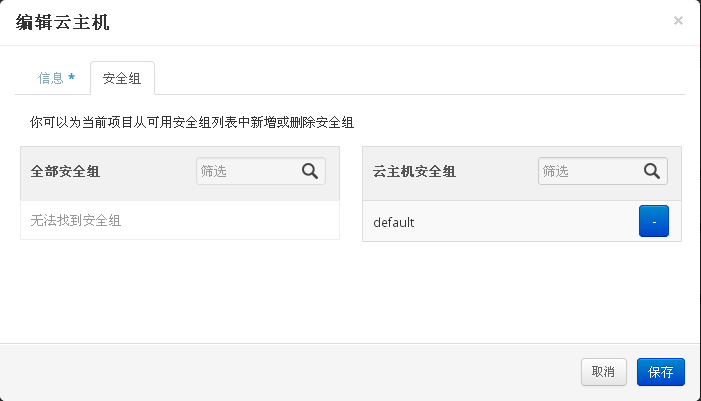 编辑云主机
×
信息 *
安全组
你可以为当前项目从可用安全组列表中新增或删除安全组
全部安全组
筛选
云主机安全组
筛选
无法找到安全组
default
-
取消
保存